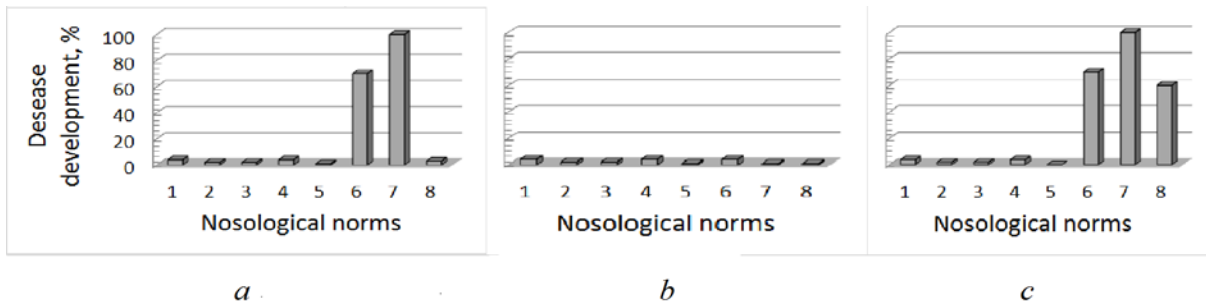 Desease
development, %
100
80
60
40
20
0
1 2 3 4 5 6 7 8
Nosological norms
1 2 3 4 5 6 7 8
Nosological norms
1 2 3 4 5 6 7 8
Nosological norms
a b c